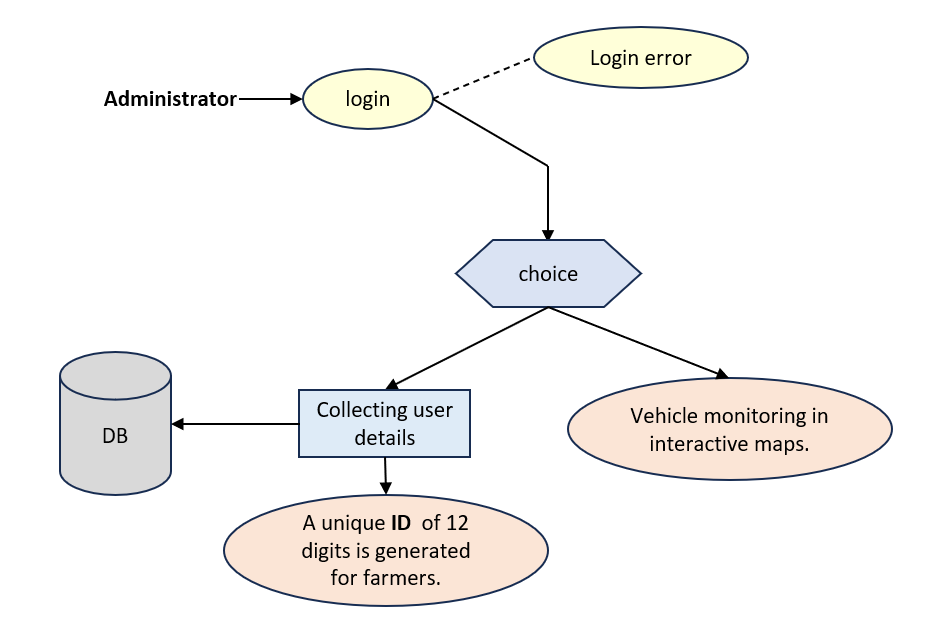 Login error
Administrator
login
choice
Collecting user
details
Vehicle monitoring in
interactive maps.
DB
A unique ID of 12
digits is generated
for farmers.